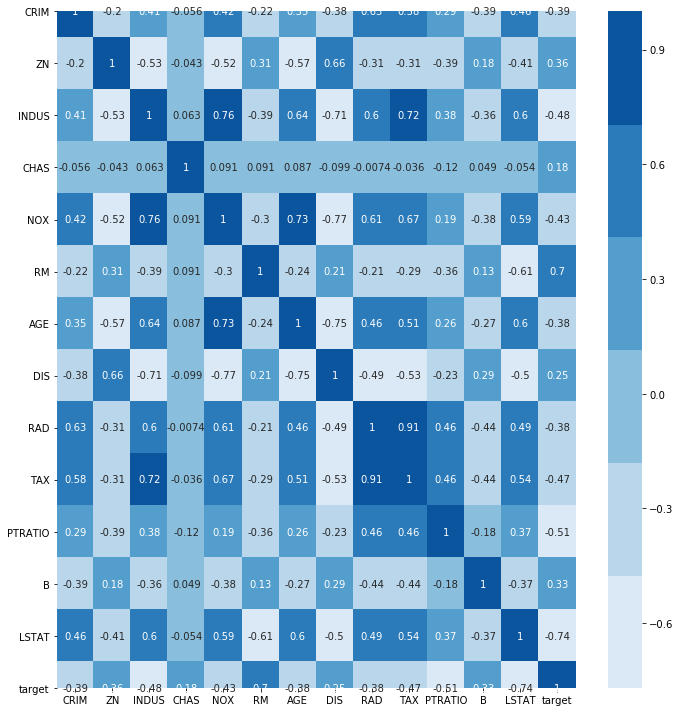 CRIM 1 -0.2 0.41 -0.056 0.42 -0.22 0.35 -0.38 0.63 0.58 0.29 -0.39 0.46 -0.39
ZN -0.2 1 -0.53 -0.043 -0.52 0.31 -0.57 0.66 -0.31 -0.31 -0.39 0.18 -0.41 0.36
INDUS 0.41 -0.53 1 0.063 0.76 -0.39 0.64 -0.71 0.6 0.72 0.38 -0.36 0.6 -0.48
CHAS -0.056 -0.043 0.063 1 0.091 0.091 0.087 -0.099 -0.0074 -0.036 -0.12 0.049 -0.054 0.18
NOX 0.42 -0.52 0.76 0.091 1 -0.3 0.73 -0.77 0.61 0.67 0.19 -0.38 0.59 -0.43
RM -0.22 0.31 -0.39 0.091 -0.3 1 -0.24 0.21 -0.21 -0.29 -0.36 0.13 -0.61 0.7
AGE 0.35 -0.57 0.64 0.087 0.73 -0.24 1 -0.75 0.46 0.51 0.26 -0.27 0.6 -0.38
DIS -0.38 0.66 -0.71 -0.099 -0.77 0.21 -0.75 1 -0.49 -0.53 -0.23 0.29 -0.5 0.25
RAD 0.63 -0.31 0.6 -0.0074 0.61 -0.21 0.46 -0.49 1 0.91 0.46 -0.44 0.49 -0.38
TAX 0.58 -0.31 0.72 -0.036 0.67 -0.29 0.51 -0.53 0.91 1 0.46 -0.44 0.54 -0.47
PTRATIO 0.29 -0.39 0.38 -0.12 0.19 -0.36 0.26 -0.23 0.46 0.46 1 -0.18 0.37 -0.51
B -0.39 0.18 -0.36 0.049 -0.38 0.13 -0.27 0.29 -0.44 -0.44 -0.18 1 -0.37 0.33
LSTAT 0.46 -0.41 0.6 -0.054 0.59 -0.61 0.6 -0.5 0.49 0.54 0.37 -0.37 1 -0.74
target -0.39 0.36 -0.48 0.18 -0.43 0.7 -0.38 0.25 -0.38 -0.47 -0.51 0.33 -0.74 1
CRIM ZN INDUS CHAS NOX RM AGE DIS RAD TAX PTRATIO B LSTAT target
0.9
0.6
0.3
0.0
−0.3
−0.6